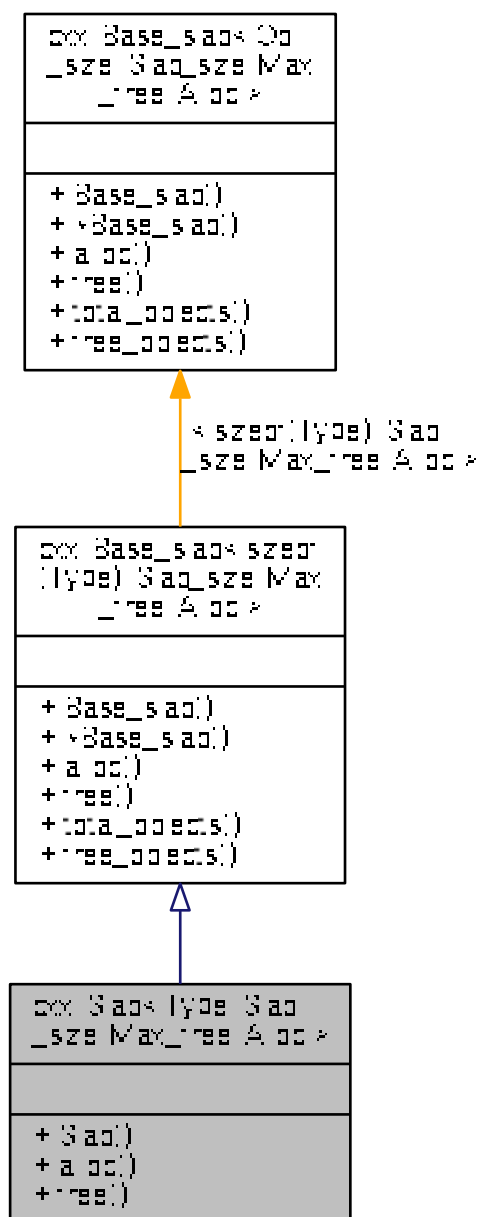 cxx::Base_slab< Obj
_size, Slab_size, Max
_free, Alloc >
+ Base_slab()
+ ~Base_slab()
+ alloc()
+ free()
+ total_objects()
+ free_objects()
< sizeof(Type), Slab
_size, Max_free, Alloc >
cxx::Base_slab< sizeof
(Type), Slab_size, Max
_free, Alloc >
+ Base_slab()
+ ~Base_slab()
+ alloc()
+ free()
+ total_objects()
+ free_objects()
cxx::Slab< Type, Slab
_size, Max_free, Alloc >
+ Slab()
+ alloc()
+ free()